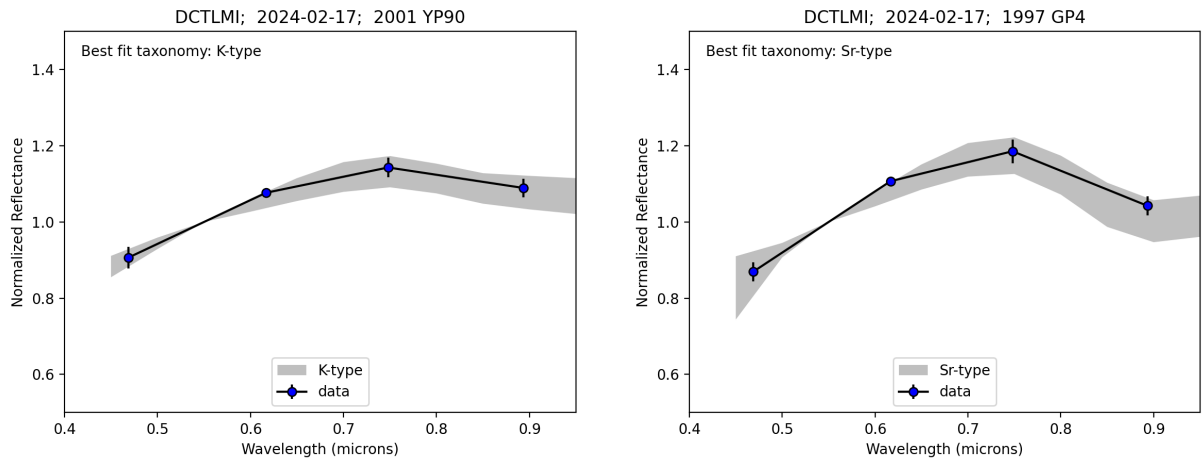 DCTLMI;  2024-02-17;  2001 YP90
Best fit taxonomy: K-type
Normalized Reflectance
1.4
1.2
1.0
0.8
0.6
K-type
data
0.4 0.5 0.6 0.7 0.8 0.9
Wavelength (microns)
DCTLMI;  2024-02-17;  1997 GP4
Best fit taxonomy: Sr-type
Normalized Reflectance
1.4
1.2
1.0
0.8
0.6
Sr-type
data
0.4 0.5 0.6 0.7 0.8 0.9
Wavelength (microns)